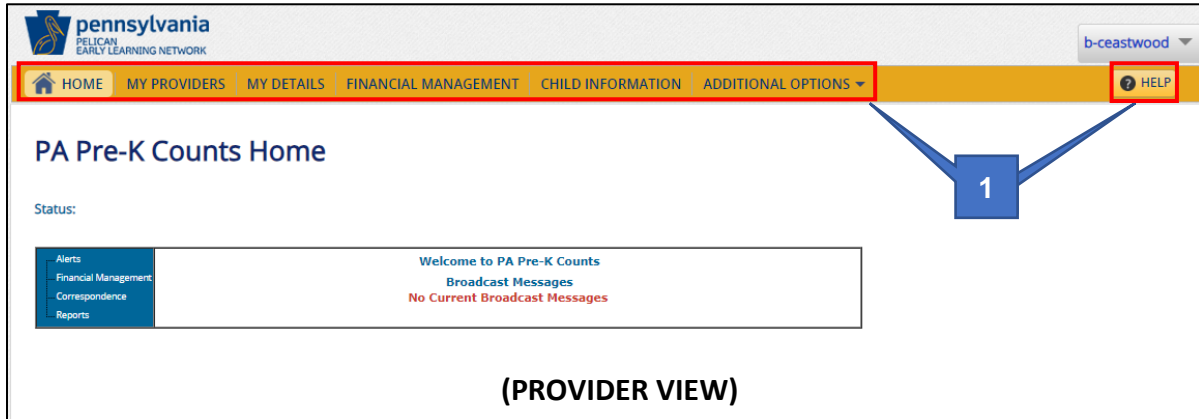 pennsylvania
PELICAN
EARLY LEARNING NETWORK
b-ceastwood
HOME MY PROVIDERS MY DETAILS FINANCIAL MANAGEMENT CHILD INFORMATION ADDITIONAL OPTIONS
? HELP
1
PA Pre-K Counts Home
Status:
Alerts
Financial Management
Correspondence
Reports
Welcome to PA Pre-K Counts
Broadcast Messages
No Current Broadcast Messages
(PROVIDER VIEW)